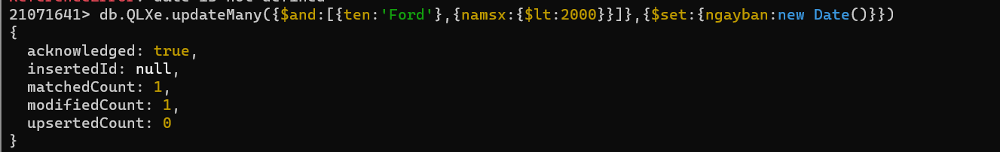 ReferenceError: date is not defined
21071641> db.QLXe.updateMany({$and:[{ten:'Ford'},{namsx:{$lt:2000}}]},{$set:{ngayban:new Date()}})
{
  acknowledged: true,
  insertedId: null,
  matchedCount: 1,
  modifiedCount: 1,
  upsertedCount: 0
}